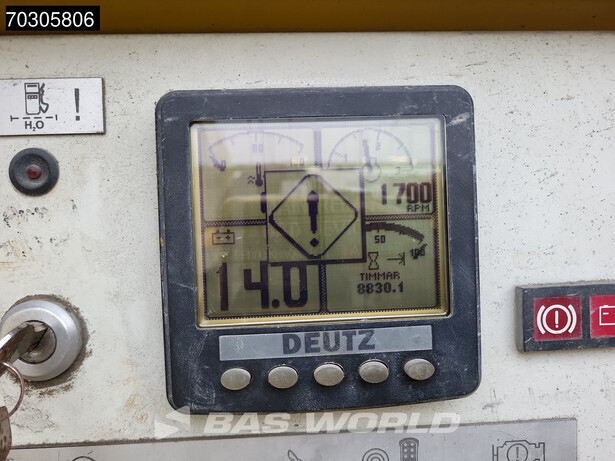 70305806
H₂O
!
1700
RPM
!
50
100
14.0
TIMMAR
8830.1
DEUTZ
BAS WORLD